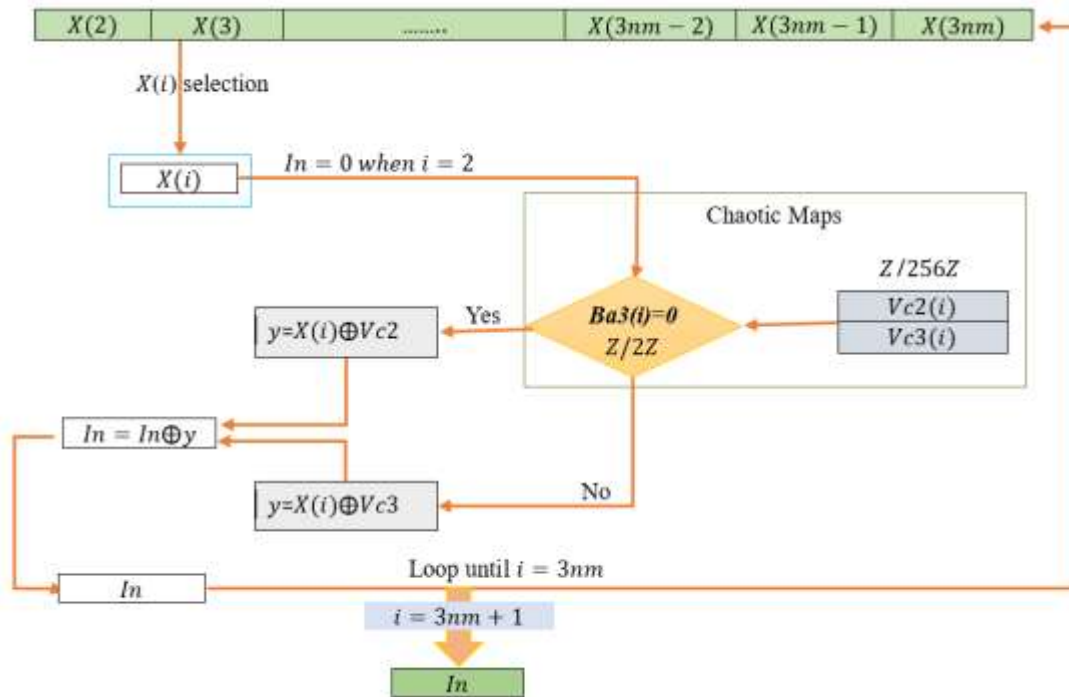 X(2) X(3) ........ X(3nm − 2) X(3nm − 1) X(3nm)
X(i) selection
In = 0 when i = 2
X(i)
Chaotic Maps
Z/256Z
Vc2(i)
Vc3(i)
Ba3(i)=0
Z/2Z
Yes
y=X(i)⊕Vc2
In = In⊕y
No
y=X(i)⊕Vc3
Loop until i = 3nm
In
i = 3nm + 1
In